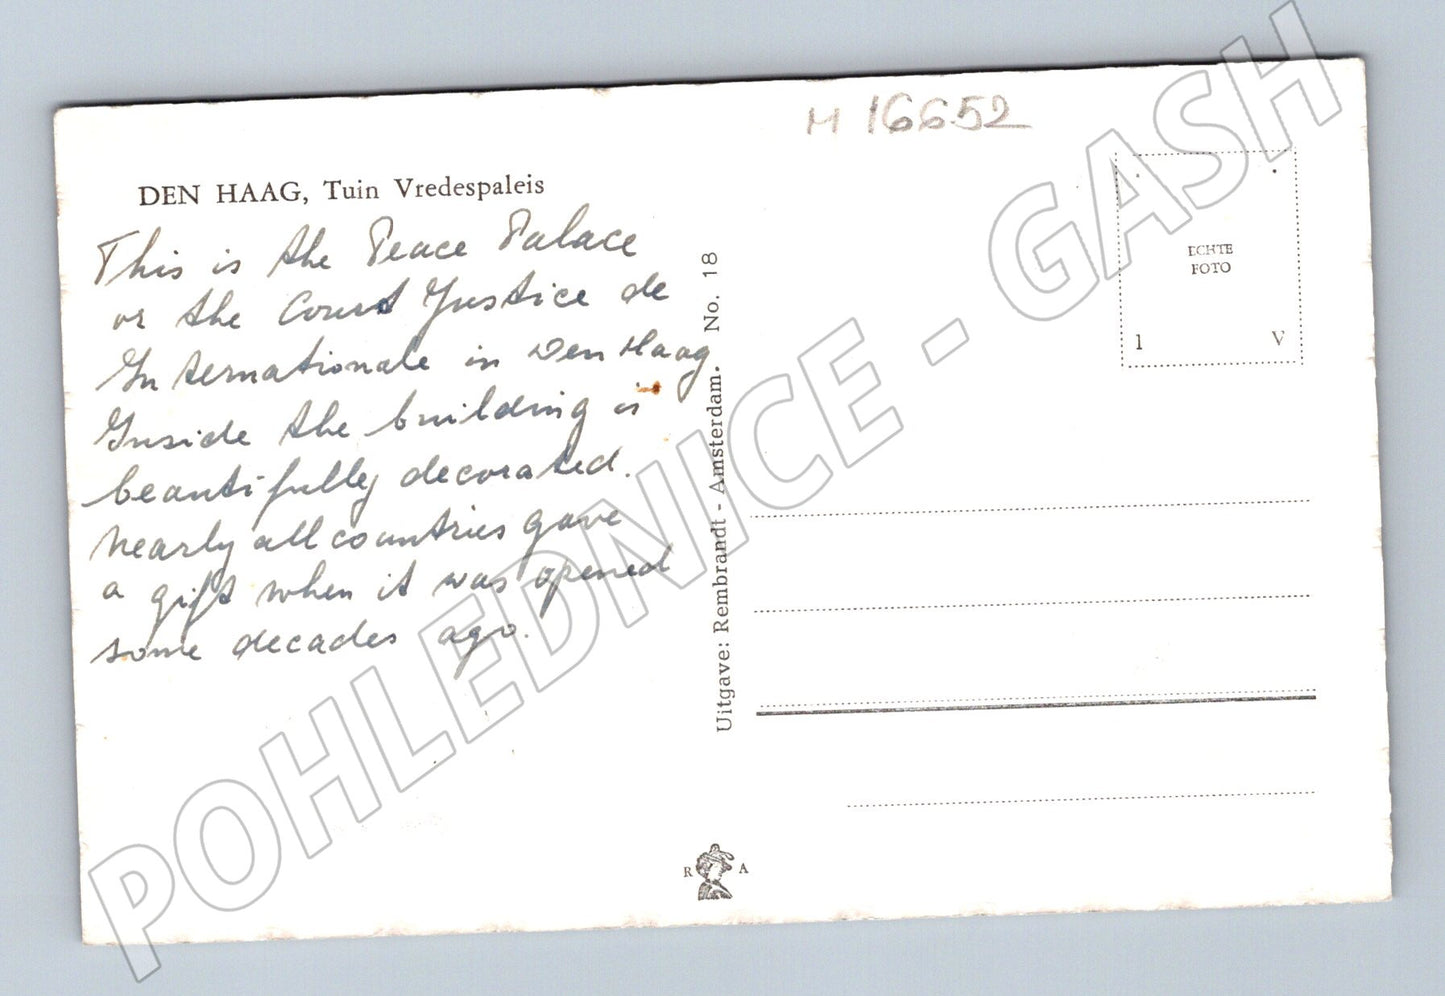 M 16652
DEN HAAG, Tuin Vredespaleis
This is the Peace Palace
or the Court Justice de
Internationale in Den Haag
Inside the building is
beautifully decorated.
Nearly all countries gave
a gift when it was opened
some decades ago.
Uitgave: Rembrandt - Amsterdam. No. 18
ECHTE
FOTO
1 V
R A
POHLEDNICE - GASH